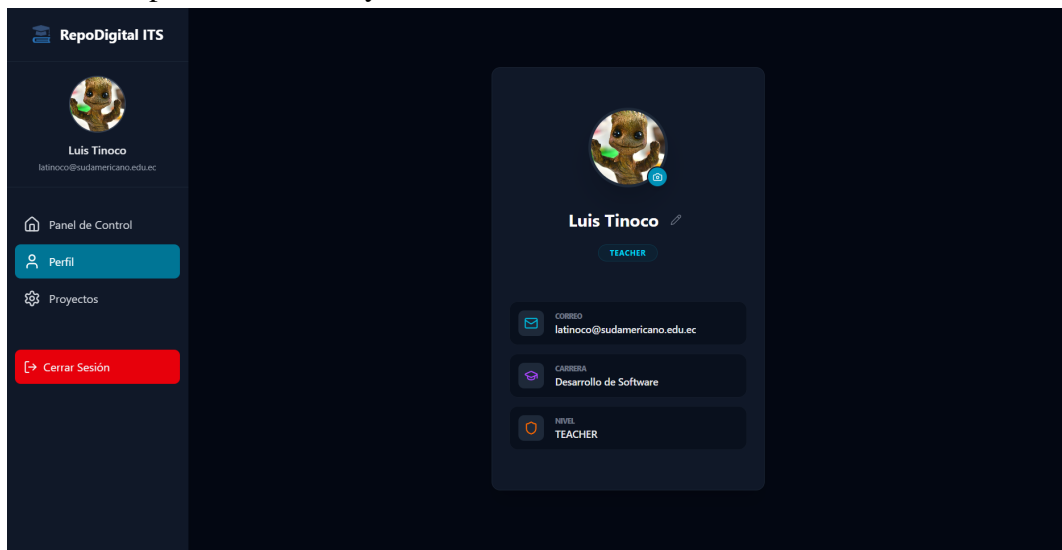 RepoDigital ITS
Luis Tinoco
latinoco@sudamericano.edu.ec
Panel de Control
Perfil
Proyectos
Cerrar Sesión
Luis Tinoco
TEACHER
CORREO
latinoco@sudamericano.edu.ec
CARRERA
Desarrollo de Software
NIVEL
TEACHER